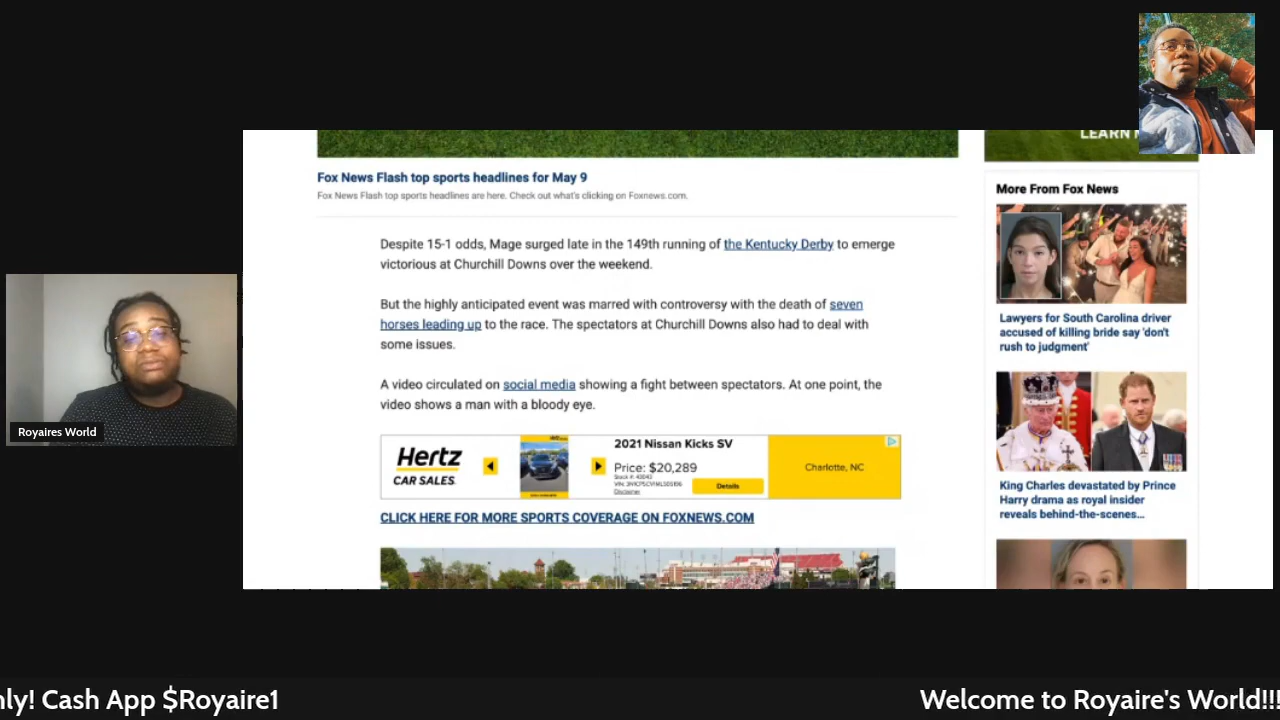 LEARN
Fox News Flash top sports headlines for May 9
Fox News Flash top sports headlines are here. Check out what's clicking on Foxnews.com.
Despite 15-1 odds, Mage surged late in the 149th running of the Kentucky Derby to emerge
victorious at Churchill Downs over the weekend.
But the highly anticipated event was marred with controversy with the death of seven
horses leading up to the race. The spectators at Churchill Downs also had to deal with
some issues.
A video circulated on social media showing a fight between spectators. At one point, the
video shows a man with a bloody eye.
Hertz
CAR SALES.
2021 Nissan Kicks SV
Price: $20,289
Disclaimer
Details
Charlotte, NC
CLICK HERE FOR MORE SPORTS COVERAGE ON FOXNEWS.COM
More From Fox News
Lawyers for South Carolina driver
accused of killing bride say 'don't
rush to judgment'
King Charles devastated by Prince
Harry drama as royal insider
reveals behind-the-scenes...
Royaires World
nly! Cash App $Royaire1
Welcome to Royaire's World!!!